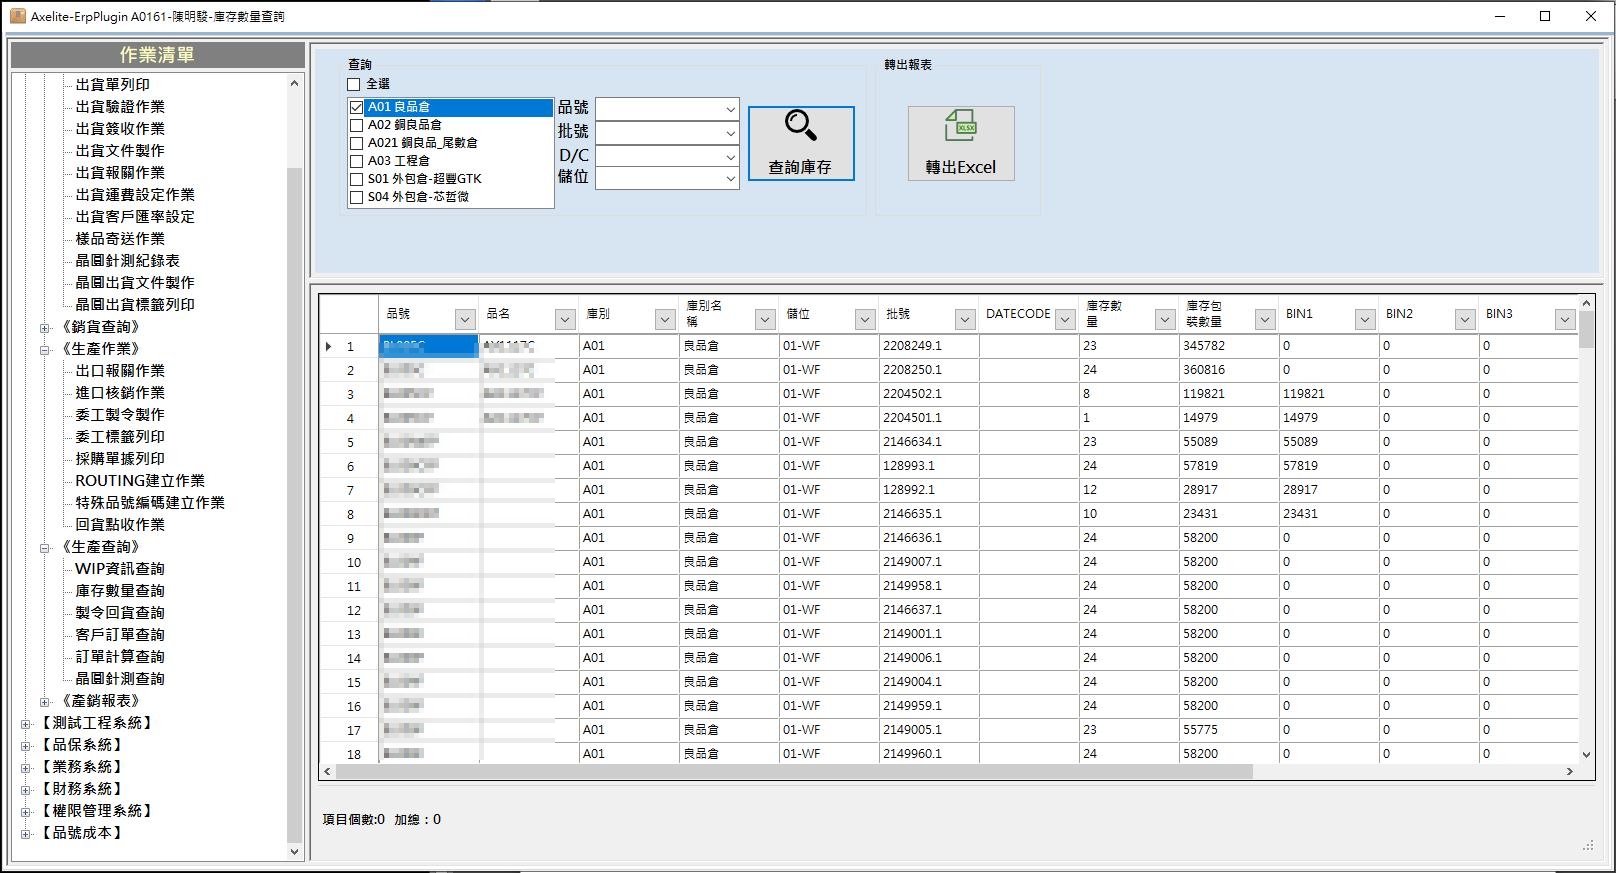 Axelite-ErpPlugin A0161-陳明駿-庫存數量查詢
作業清單
出貨單列印
出貨驗證作業
出貨簽收作業
出貨文件製作
出貨報關作業
出貨運費設定作業
出貨客戶匯率設定
樣品寄送作業
晶圓針測紀錄表
晶圓出貨文件製作
晶圓出貨標籤列印
《銷貨查詢》
《生產作業》
出口報關作業
進口核銷作業
委工製令製作
委工標籤列印
採購單據列印
ROUTING建立作業
特殊品號編碼建立作業
回貨點收作業
《生產查詢》
WIP資訊查詢
庫存數量查詢
製令回貨查詢
客戶訂單查詢
訂單計算查詢
晶圓針測查詢
《產銷報表》
【測試工程系統】
【品保系統】
【業務系統】
【財務系統】
【權限管理系統】
【品號成本】
查詢
全選
A01 良品倉
A02 銅良品倉
A021 銅良品_尾數倉
A03 工程倉
S01 外包倉-超豐GTK
S04 外包倉-芯哲微
品號
批號
D/C
儲位
查詢庫存
轉出報表
XLSX
轉出Excel
品號 品名 庫別 庫別名稱 儲位 批號 DATECODE 庫存數量 庫存包裝數量 BIN1 BIN2 BIN3
1 A01 良品倉 01-WF 2208249.1 23 345782 0 0 0
2 A01 良品倉 01-WF 2208250.1 24 360816 0 0 0
3 A01 良品倉 01-WF 2204502.1 8 119821 119821 0 0
4 A01 良品倉 01-WF 2204501.1 1 14979 14979 0 0
5 A01 良品倉 01-WF 2146634.1 23 55089 55089 0 0
6 A01 良品倉 01-WF 128993.1 24 57819 57819 0 0
7 A01 良品倉 01-WF 128992.1 12 28917 28917 0 0
8 A01 良品倉 01-WF 2146635.1 10 23431 23431 0 0
9 A01 良品倉 01-WF 2146636.1 24 58200 0 0 0
10 A01 良品倉 01-WF 2149007.1 24 58200 0 0 0
11 A01 良品倉 01-WF 2149958.1 24 58200 0 0 0
12 A01 良品倉 01-WF 2146637.1 24 58200 0 0 0
13 A01 良品倉 01-WF 2149001.1 24 58200 0 0 0
14 A01 良品倉 01-WF 2149006.1 24 58200 0 0 0
15 A01 良品倉 01-WF 2149004.1 24 58200 0 0 0
16 A01 良品倉 01-WF 2149959.1 24 58200 0 0 0
17 A01 良品倉 01-WF 2149005.1 23 55775 0 0 0
18 A01 良品倉 01-WF 2149960.1 24 58200 0 0 0
項目個數:0 加總：0